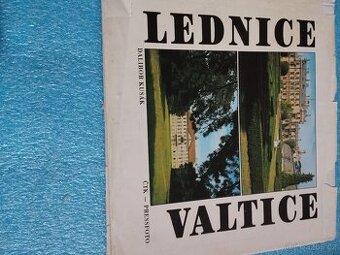 LEDNICE
DALIBOR KUSÁK
ČTK – PRESSFOTO
VALTICE